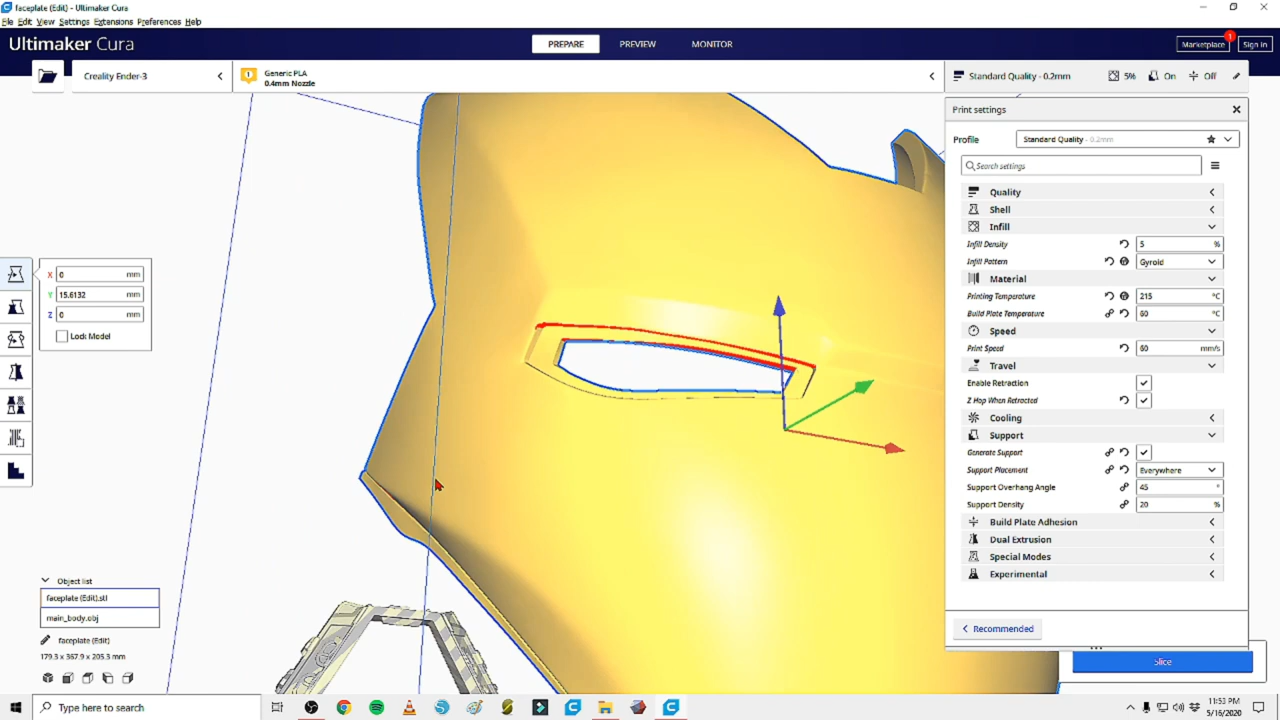 faceplate (Edit) - Ultimaker Cura
File Edit View Settings Extensions Preferences Help
Ultimaker Cura
PREPARE
PREVIEW
MONITOR
Marketplace
1
Sign in
Creality Ender-3
1
Generic PLA
0.4mm Nozzle
Standard Quality - 0.2mm
5%
On
Off
Print settings
Profile
Standard Quality - 0.2mm
Search settings
Quality
Shell
Infill
Infill Density 5 %
Infill Pattern Gyroid
Material
Printing Temperature 215 °C
Build Plate Temperature 60 °C
Speed
Print Speed 60 mm/s
Travel
Enable Retraction
Z Hop When Retracted
Cooling
Support
Generate Support
Support Placement Everywhere
Support Overhang Angle 45 °
Support Density 20 %
Build Plate Adhesion
Dual Extrusion
Special Modes
Experimental
Recommended
Slice
X 0 mm
Y 15.6132 mm
Z 0 mm
Lock Model
Object list
faceplate (Edit).stl
main_body.obj
faceplate (Edit)
179.3 x 367.9 x 205.3 mm
Type here to search
11:53 PM
5/16/2020